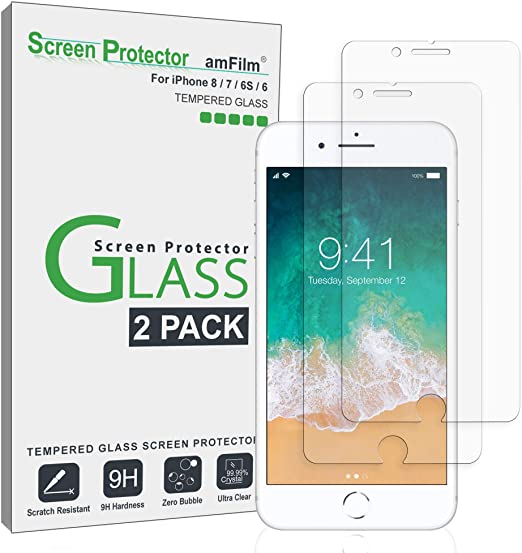 Screen Protector amFilm®
For iPhone 8 / 7 / 6S / 6
TEMPERED GLASS
Screen Protector
GLASS
2 PACK
TEMPERED GLASS SCREEN PROTECTOR
Scratch Resistant
9H
9H Hardness
Zero Bubble
99.99%
Crystal
Ultra Clear
100%
9:41
Tuesday, September 12